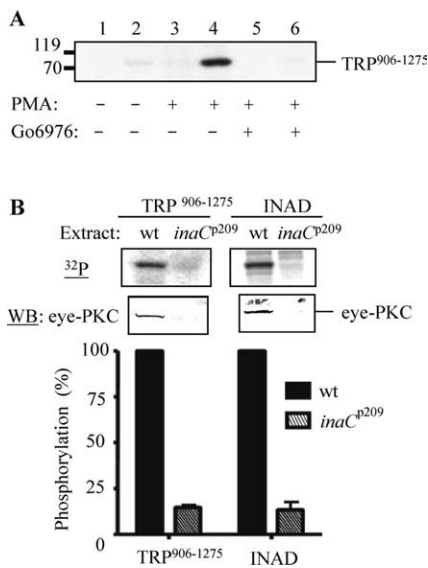 A
1 2 3 4 5 6
119
70
TRP906-1275
PMA: – – + + + +
Go6976: – – – – + +
B
TRP 906-1275 INAD
Extract: wt inaCp209 wt inaCp209
32P
WB: eye-PKC
eye-PKC
100
75
50
25
0
Phosphorylation (%)
wt
inaCp209
TRP906-1275 INAD